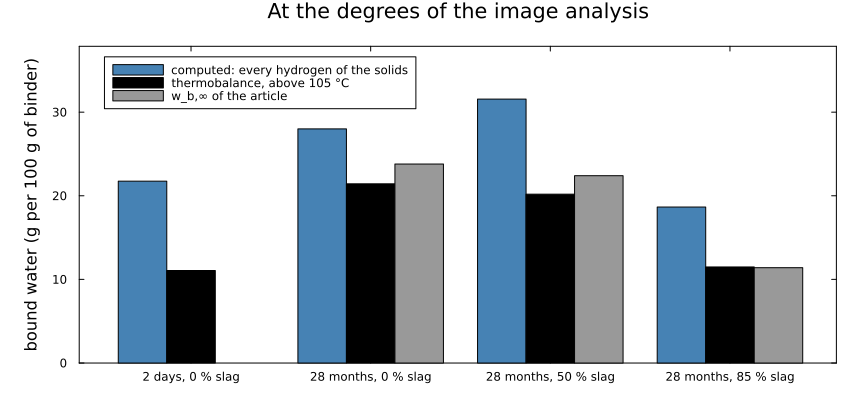 At the degrees of the image analysis
computed: every hydrogen of the solids
thermobalance, above 105 °C
w_b,∞ of the article
bound water (g per 100 g of binder)
30
20
10
0
2 days, 0 % slag
28 months, 0 % slag
28 months, 50 % slag
28 months, 85 % slag